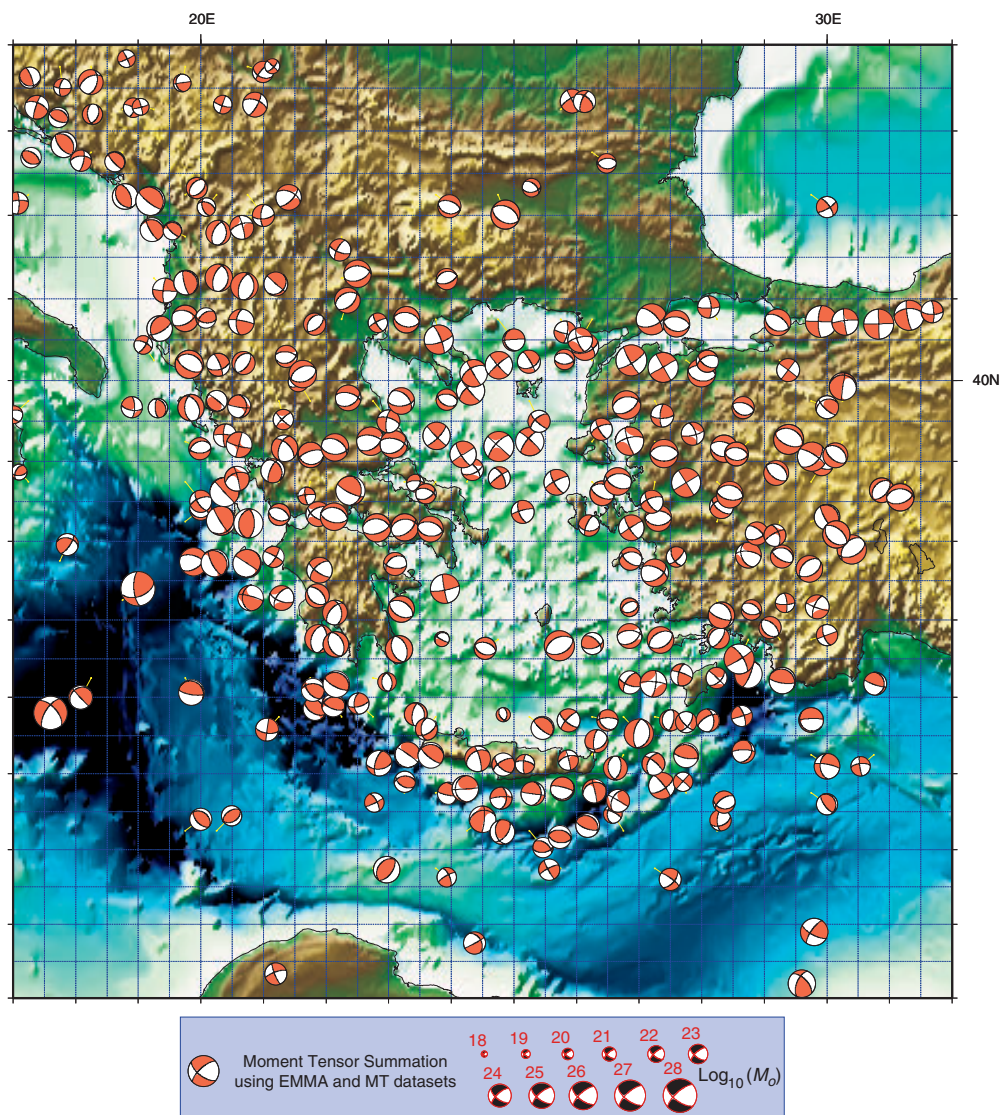 20E 30E
40N
18 19 20 21 22 23
Moment Tensor Summation
using EMMA and MT datasets
Log10(Mo)
24 25 26 27 28